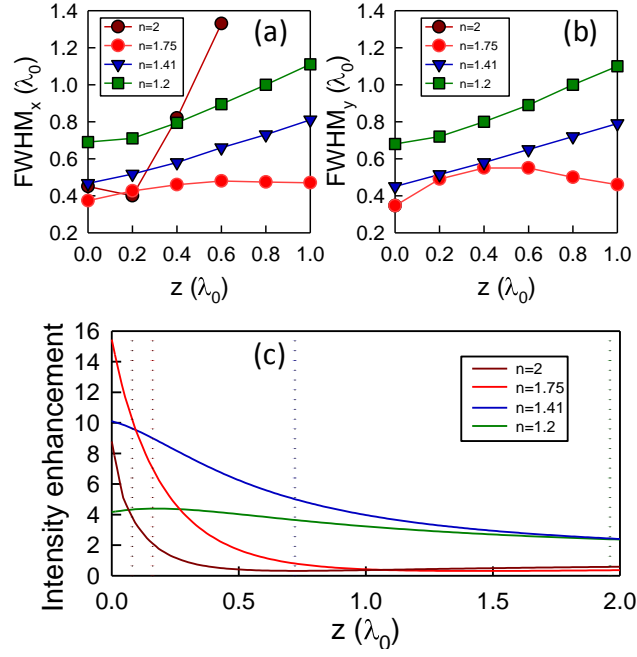 (a)
n=2
n=1.75
n=1.41
n=1.2
FWHMx (λ0)
1.4
1.2
1.0
0.8
0.6
0.4
0.2
0.0 0.2 0.4 0.6 0.8 1.0
z (λ0)
(b)
n=2
n=1.75
n=1.41
n=1.2
FWHMy (λ0)
1.4
1.2
1.0
0.8
0.6
0.4
0.2
0.0 0.2 0.4 0.6 0.8 1.0
z (λ0)
(c)
n=2
n=1.75
n=1.41
n=1.2
Intensity enhancement
16
14
12
10
8
6
4
2
0
0.0 0.5 1.0 1.5 2.0
z (λ0)